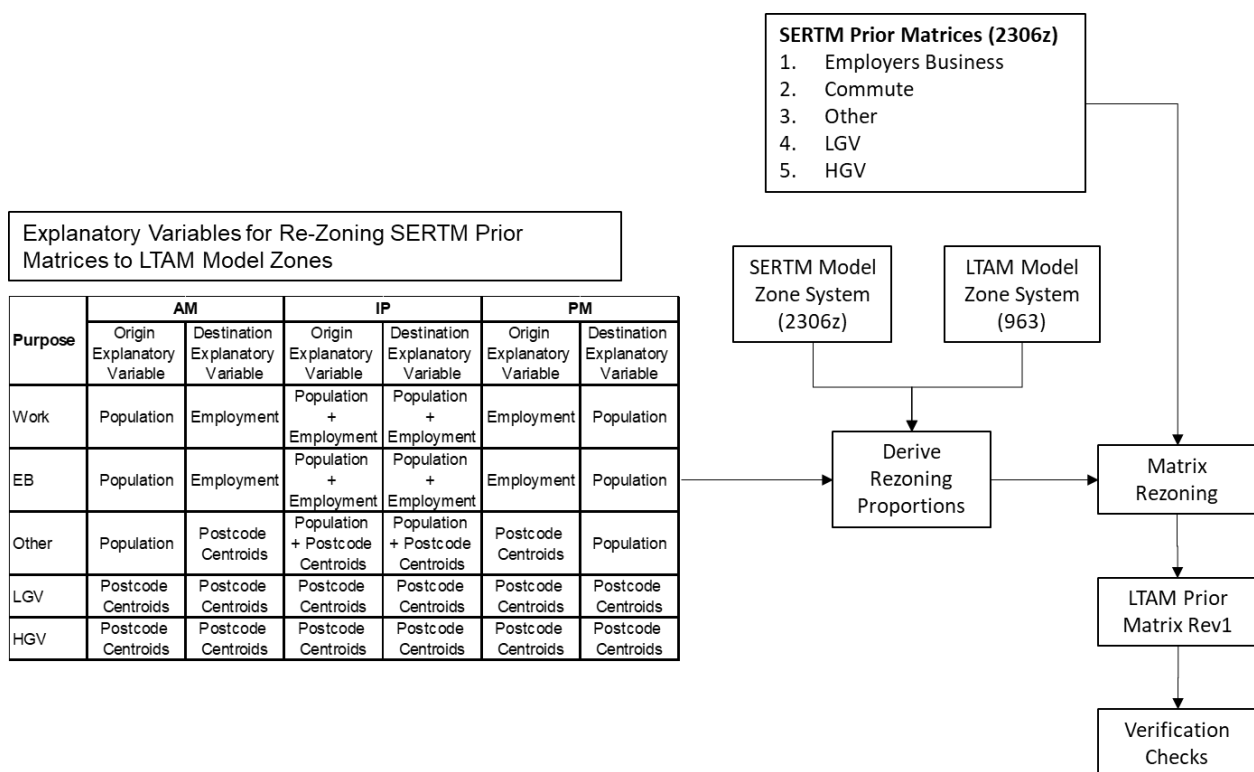 SERTM Prior Matrices (2306z)
1. Employers Business
2. Commute
3. Other
4. LGV
5. HGV
Explanatory Variables for Re-Zoning SERTM Prior
Matrices to LTAM Model Zones
SERTM Model
Zone System
(2306z)
LTAM Model
Zone System
(963)
Purpose
AM
IP
PM
Origin
Explanatory
Variable
Destination
Explanatory
Variable
Origin
Explanatory
Variable
Destination
Explanatory
Variable
Origin
Explanatory
Variable
Destination
Explanatory
Variable
Work
Population
Employment
Population
+
Employment
Population
+
Employment
Employment
Population
EB
Population
Employment
Population
+
Employment
Population
+
Employment
Employment
Population
Other
Population
Postcode
Centroids
Population
+ Postcode
Centroids
Population
+ Postcode
Centroids
Postcode
Centroids
Population
LGV
Postcode
Centroids
Postcode
Centroids
Postcode
Centroids
Postcode
Centroids
Postcode
Centroids
Postcode
Centroids
HGV
Postcode
Centroids
Postcode
Centroids
Postcode
Centroids
Postcode
Centroids
Postcode
Centroids
Postcode
Centroids
Derive
Rezoning
Proportions
Matrix
Rezoning
LTAM Prior
Matrix Rev1
Verification
Checks